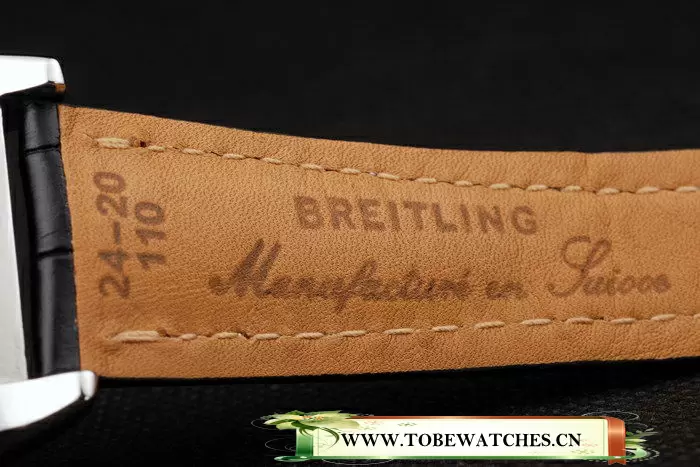 24–20
110
BREITLING
Manufacturé en Suisse
WWW.TOBEWATCHES.CN